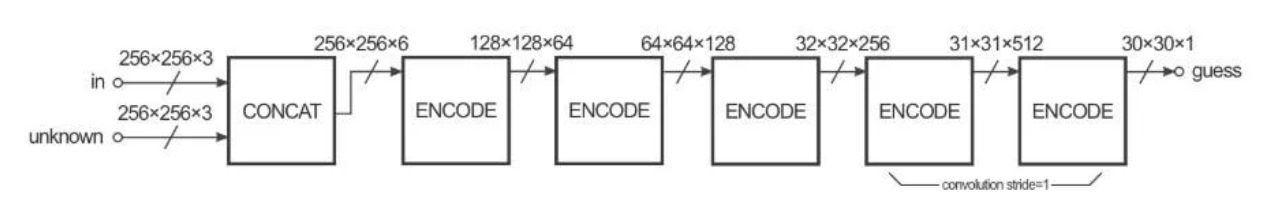 256×256×3
in
256×256×3
unknown
CONCAT
256×256×6
ENCODE
128×128×64
ENCODE
64×64×128
ENCODE
32×32×256
ENCODE
31×31×512
ENCODE
30×30×1
guess
convolution stride=1